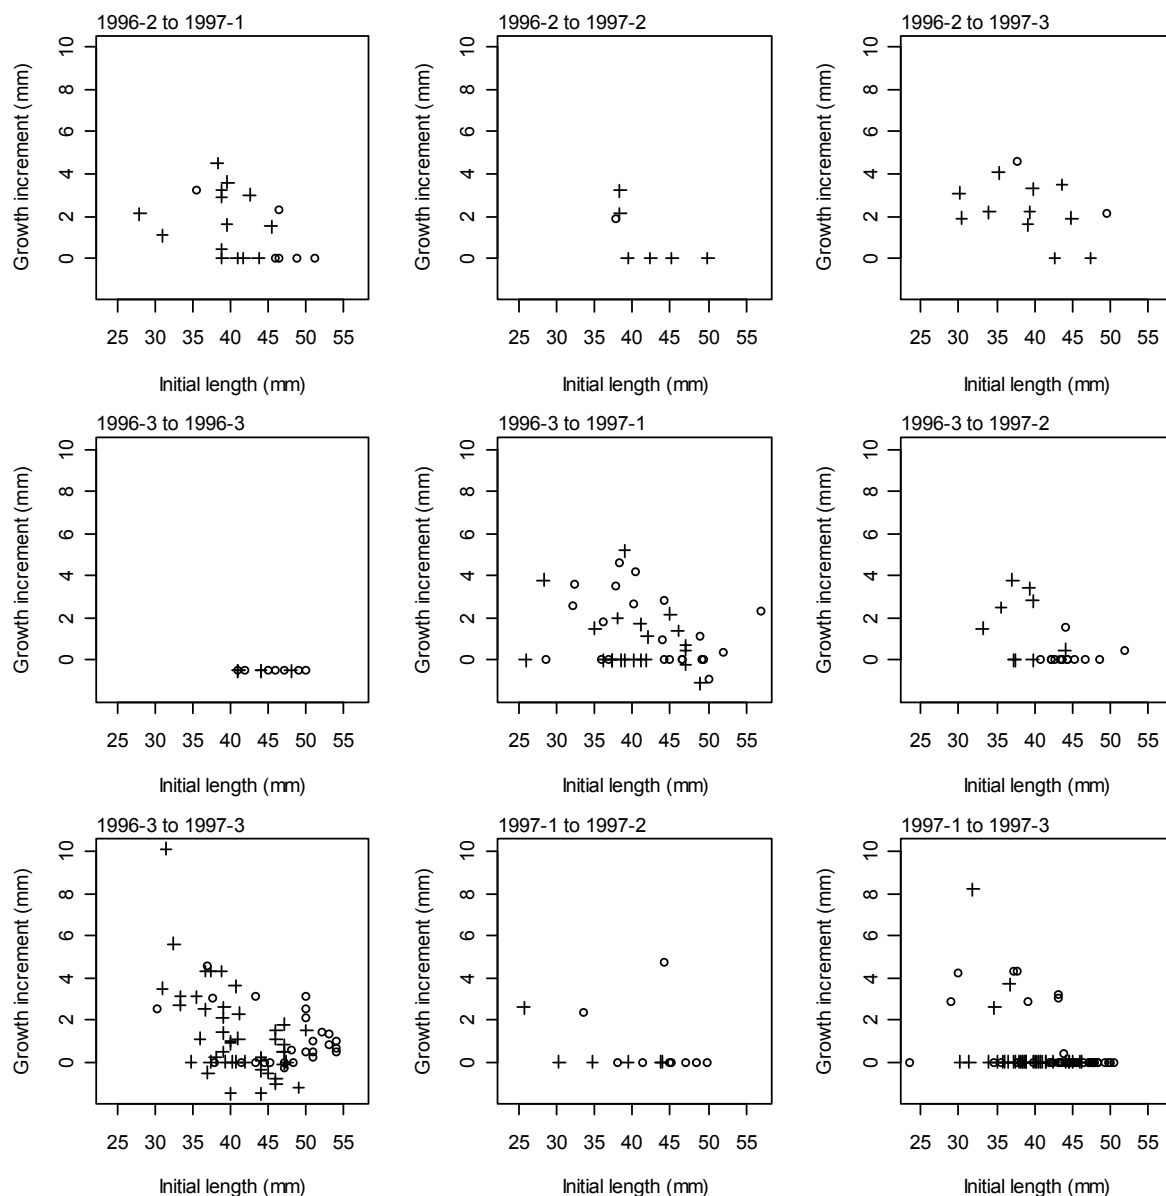 1996-2 to 1997-1
1996-2 to 1997-2
1996-2 to 1997-3
Growth increment (mm)
0 2 4 6 8 10
Growth increment (mm)
0 2 4 6 8 10
Growth increment (mm)
0 2 4 6 8 10
25 30 35 40 45 50 55
25 30 35 40 45 50 55
25 30 35 40 45 50 55
Initial length (mm)
Initial length (mm)
Initial length (mm)
1996-3 to 1996-3
1996-3 to 1997-1
1996-3 to 1997-2
Growth increment (mm)
0 2 4 6 8 10
Growth increment (mm)
0 2 4 6 8 10
Growth increment (mm)
0 2 4 6 8 10
25 30 35 40 45 50 55
25 30 35 40 45 50 55
25 30 35 40 45 50 55
Initial length (mm)
Initial length (mm)
Initial length (mm)
1996-3 to 1997-3
1997-1 to 1997-2
1997-1 to 1997-3
Growth increment (mm)
0 2 4 6 8 10
Growth increment (mm)
0 2 4 6 8 10
Growth increment (mm)
0 2 4 6 8 10
25 30 35 40 45 50 55
25 30 35 40 45 50 55
25 30 35 40 45 50 55
Initial length (mm)
Initial length (mm)
Initial length (mm)